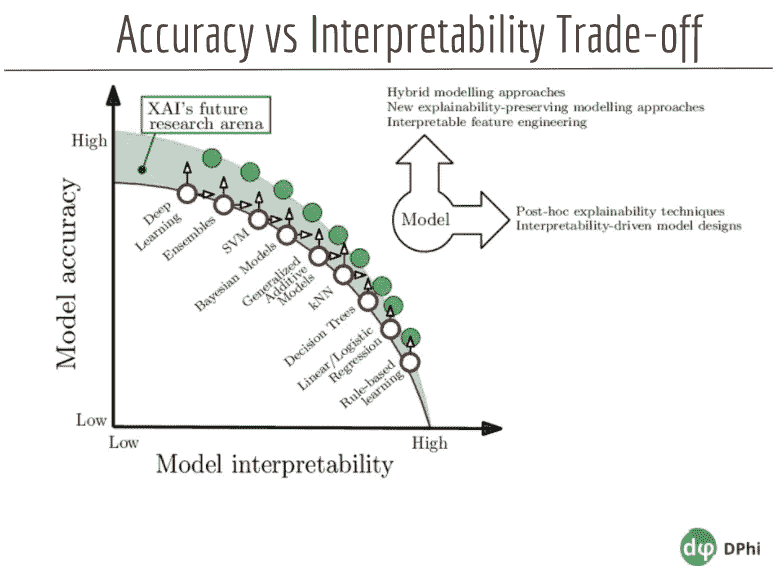 Accuracy vs Interpretability Trade-off
XAI's future
research arena
Hybrid modelling approaches
New explainability-preserving modelling approaches
Interpretable feature engineering
High
Model accuracy
Deep
Learning
Ensembles
SVM
Bayesian Models
Generalized
Additive
Models
kNN
Decision Trees
Linear/Logistic
Regression
Rule-based
learning
Model
Post-hoc explainability techniques
Interpretability-driven model designs
Low
Low
High
Model interpretability
dφ DPhi